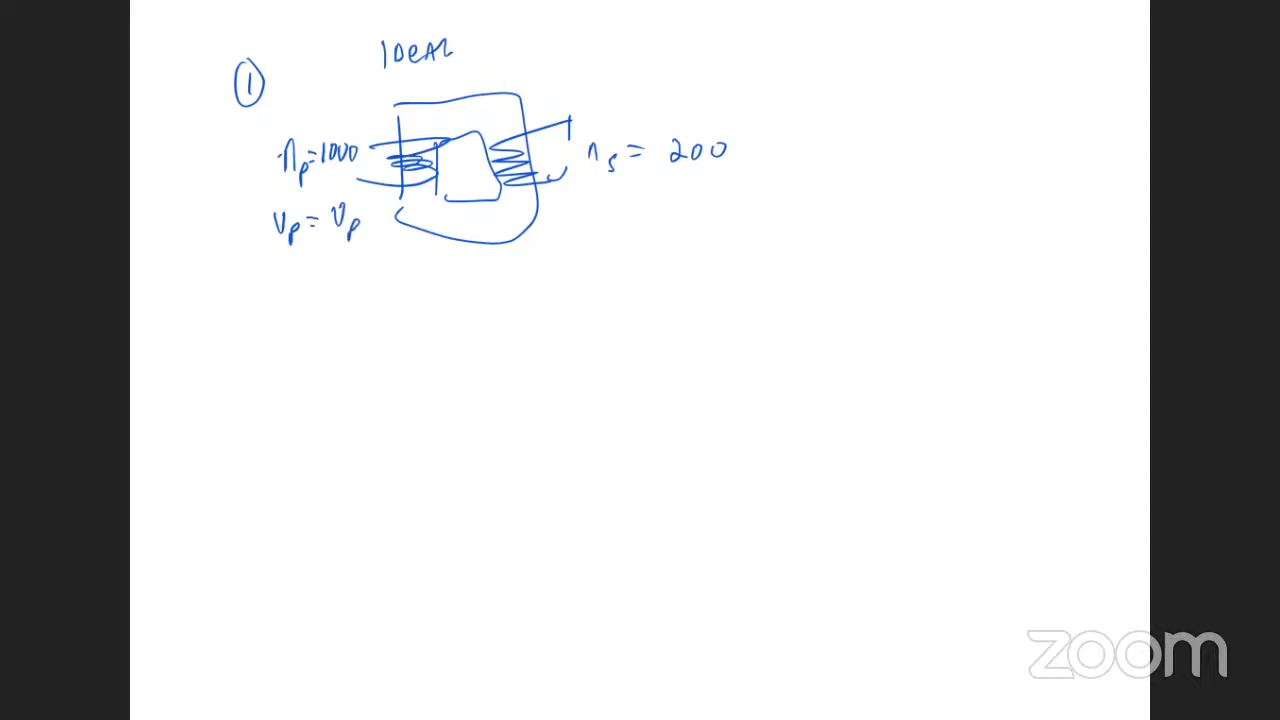 1
IDEAL
np=1000
ns = 200
Vp = Vp
zoom